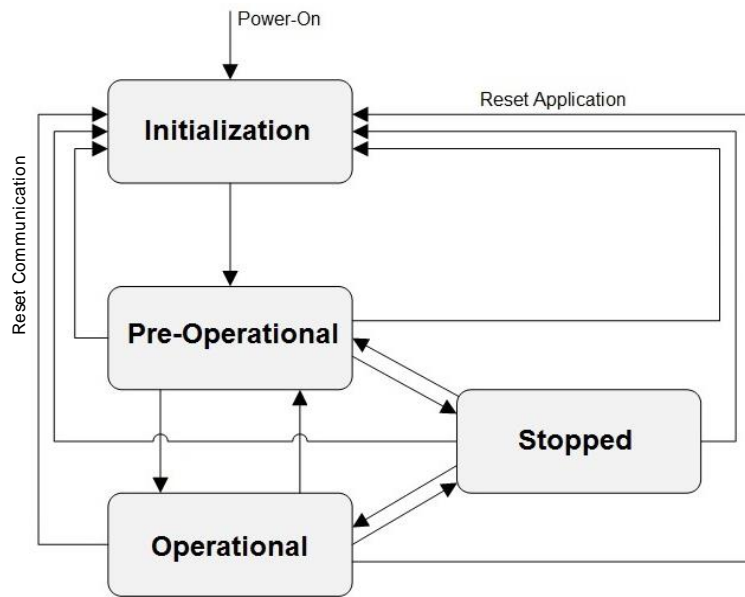 Power-On
Reset Application
Initialization
Reset Communication
Pre-Operational
Stopped
Operational